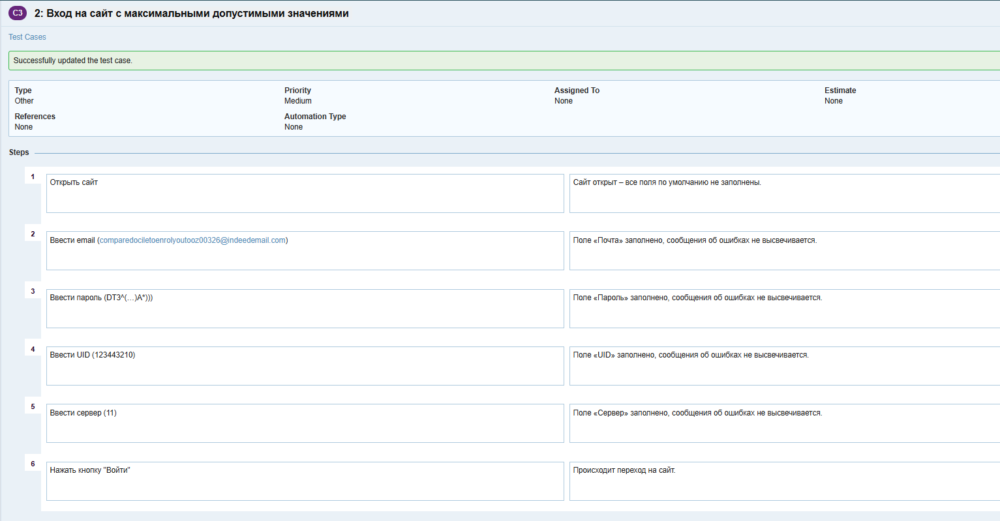 C3 2: Вход на сайт с максимальными допустимыми значениями
Test Cases
Successfully updated the test case.
Type Priority Assigned To Estimate
Other Medium None None
References Automation Type
None None
Steps
1 Открыть сайт Сайт открыт – все поля по умолчанию не заполнены.
2 Ввести email (comparedociletoenrolyoutooz00326@indeedemail.com) Поле «Почта» заполнено, сообщения об ошибках не высвечивается.
3 Ввести пароль (DT3^(…)A*))) Поле «Пароль» заполнено, сообщения об ошибках не высвечивается.
4 Ввести UID (123443210) Поле «UID» заполнено, сообщения об ошибках не высвечивается.
5 Ввести сервер (11) Поле «Сервер» заполнено, сообщения об ошибках не высвечивается.
6 Нажать кнопку "Войти" Происходит переход на сайт.